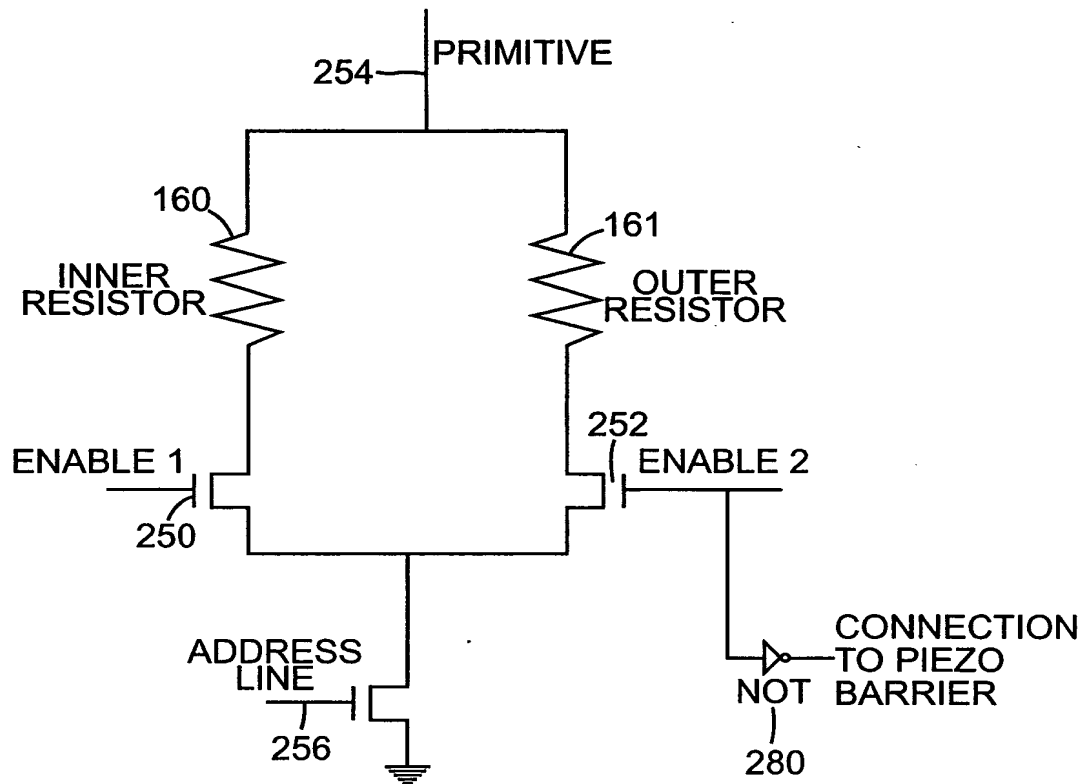 PRIMITIVE
254
160
161
INNER
RESISTOR
OUTER
RESISTOR
252
ENABLE 1
ENABLE 2
250
ADDRESS
LINE
CONNECTION
TO PIEZO
BARRIER
NOT
256
280